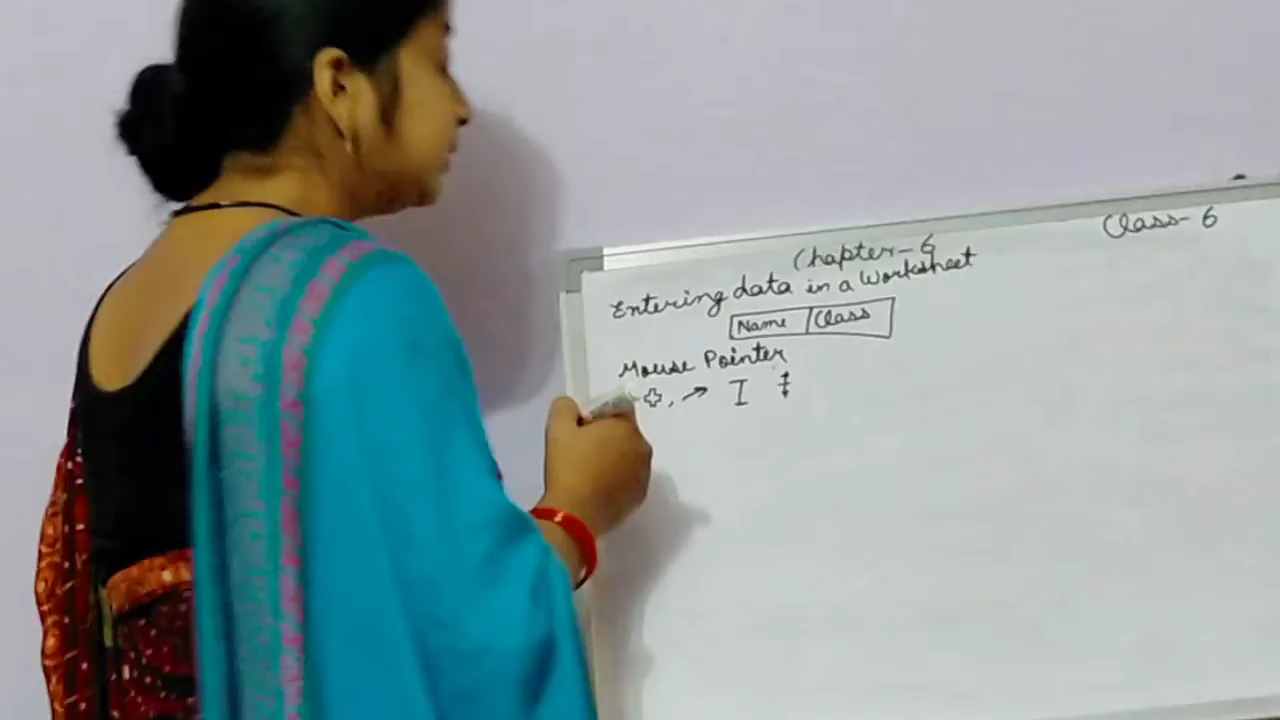 Class- 6
Chapter- 6
Entering data in a Worksheet
Name Class
Mouse Pointer
, → I